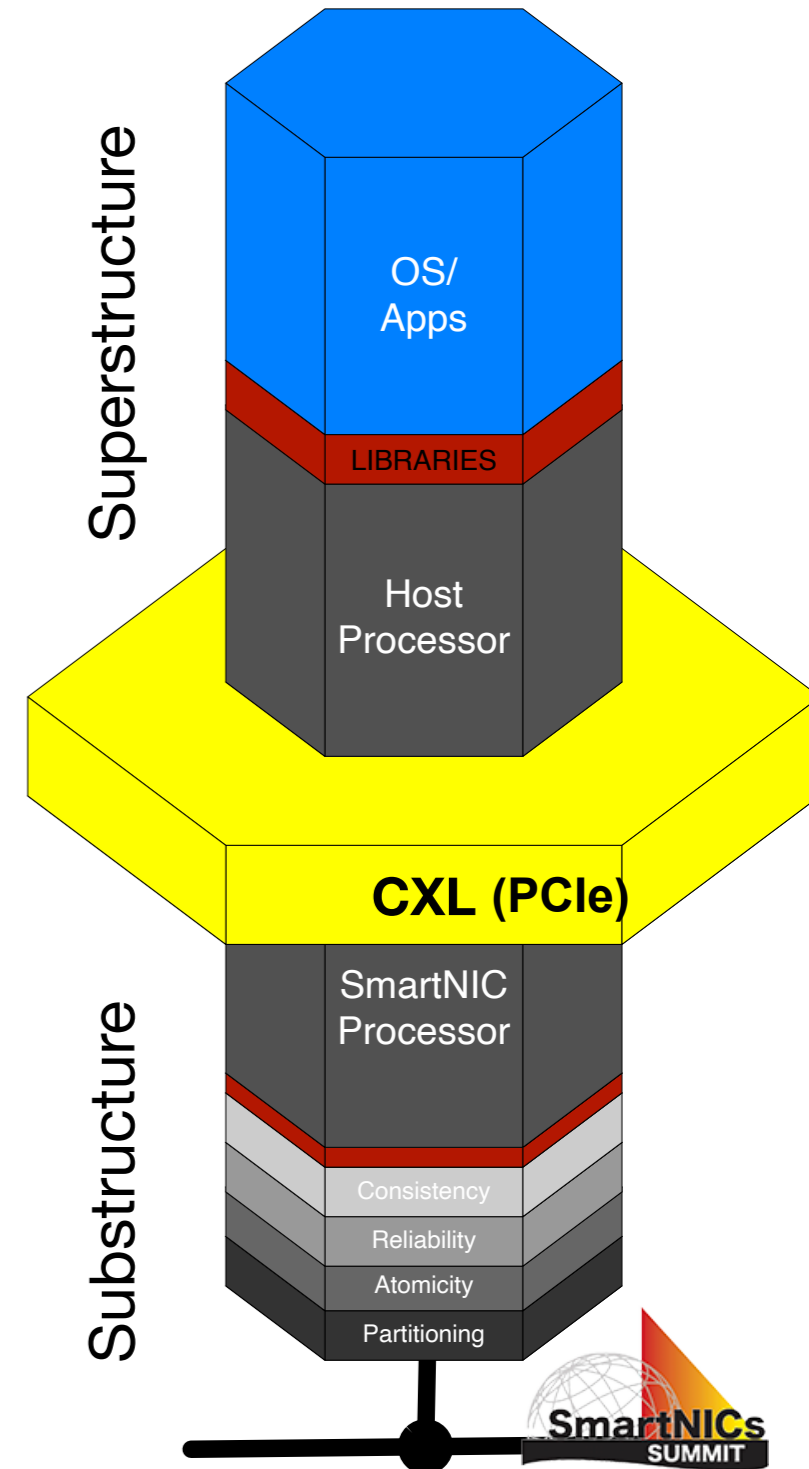 Superstructure
OS/
Apps
LIBRARIES
Host
Processor
CXL (PCIe)
Substructure
SmartNIC
Processor
Consistency
Reliability
Atomicity
Partitioning
SmartNICs
SUMMIT